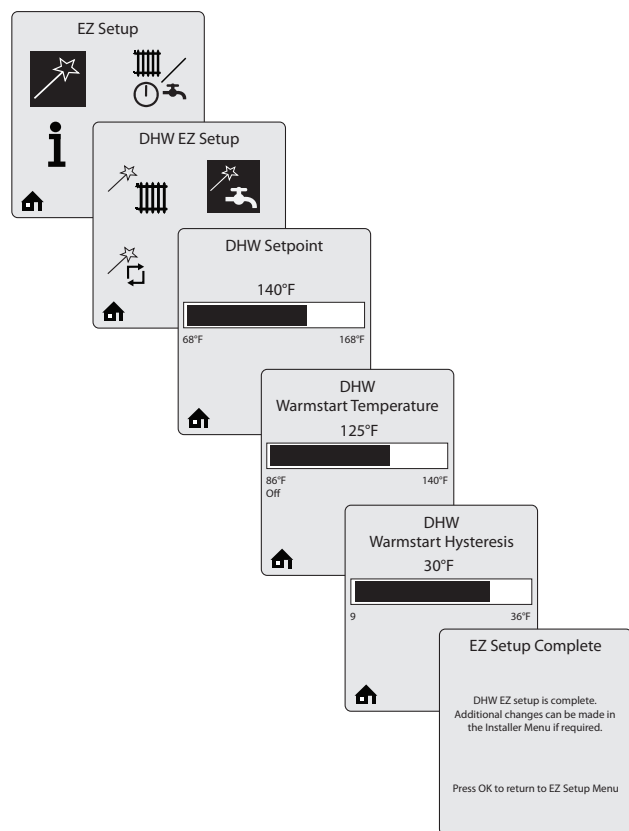 EZ Setup
DHW EZ Setup
DHW Setpoint
140°F
68°F 168°F
DHW
Warmstart Temperature
125°F
86°F 140°F
Off
DHW
Warmstart Hysteresis
30°F
9 36°F
EZ Setup Complete
DHW EZ setup is complete.
Additional changes can be made in
the Installer Menu if required.
Press OK to return to EZ Setup Menu